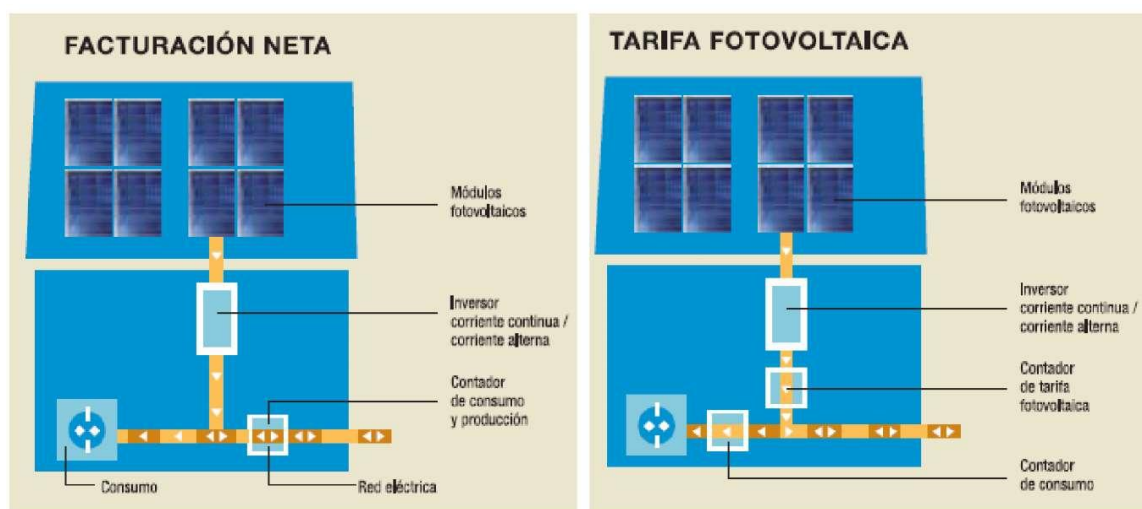 FACTURACIÓN NETA
Módulos
fotovoltaicos
Inversor
corriente continua /
corriente alterna
Contador
de consumo
y producción
Consumo
Red eléctrica
TARIFA FOTOVOLTAICA
Módulos
fotovoltaicos
Inversor
corriente continua /
corriente alterna
Contador
de tarifa
fotovoltaica
Contador
de consumo